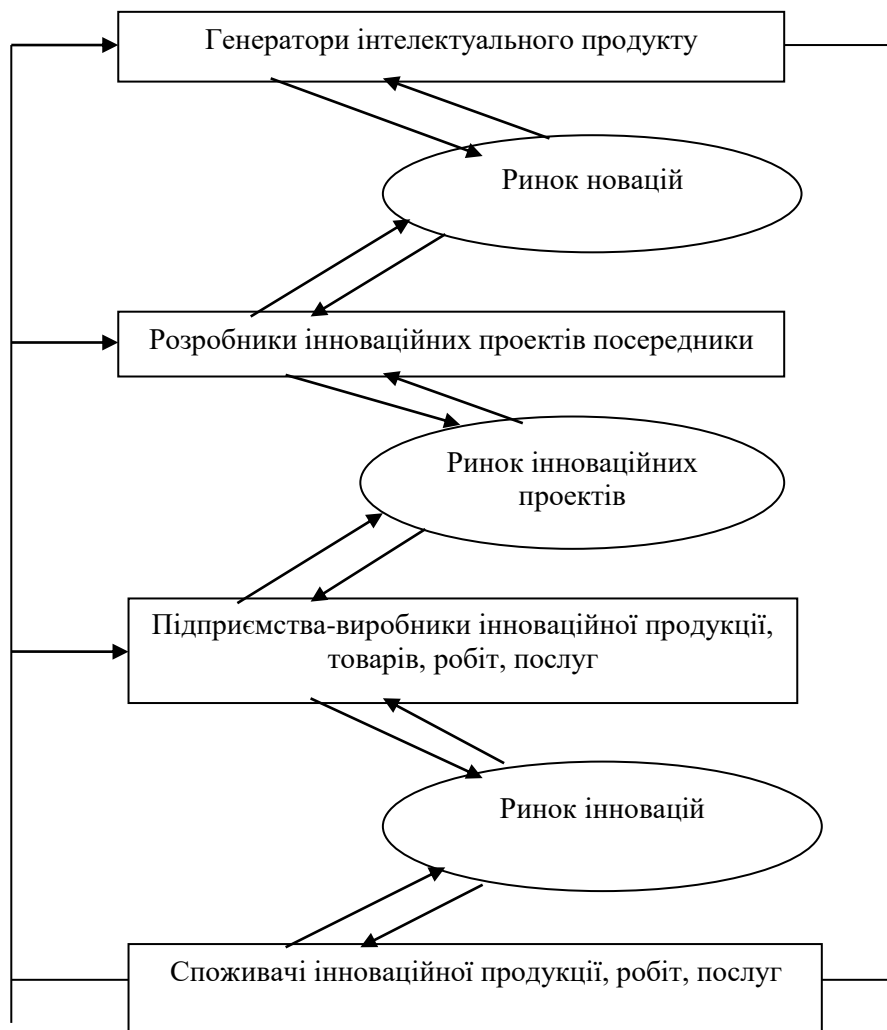 Генератори інтелектуального продукту
Ринок новацій
Розробники інноваційних проектів посередники
Ринок інноваційних
проектів
Підприємства-виробники інноваційної продукції,
товарів, робіт, послуг
Ринок інновацій
Споживачі інноваційної продукції, робіт, послуг